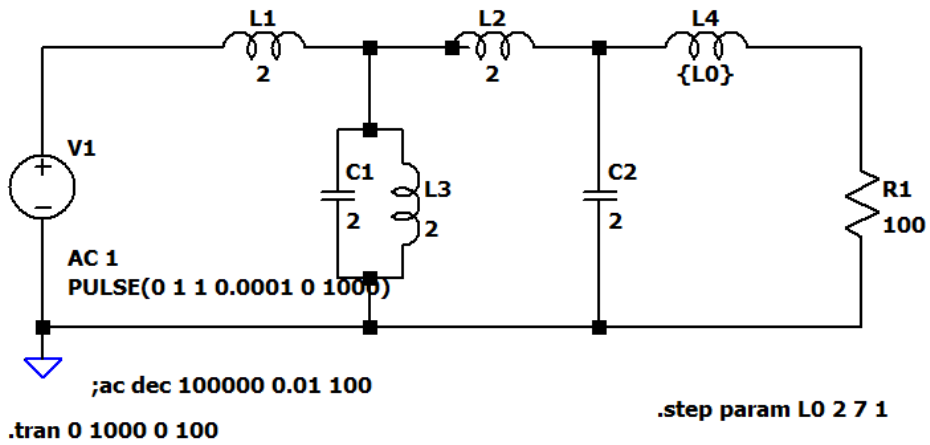 L1
2
L2
2
L4
{L0}
V1
C1
2
L3
2
C2
2
R1
100
AC 1
PULSE(0 1 1 0.0001 0 1000)
;ac dec 100000 0.01 100
.tran 0 1000 0 100
.step param L0 2 7 1